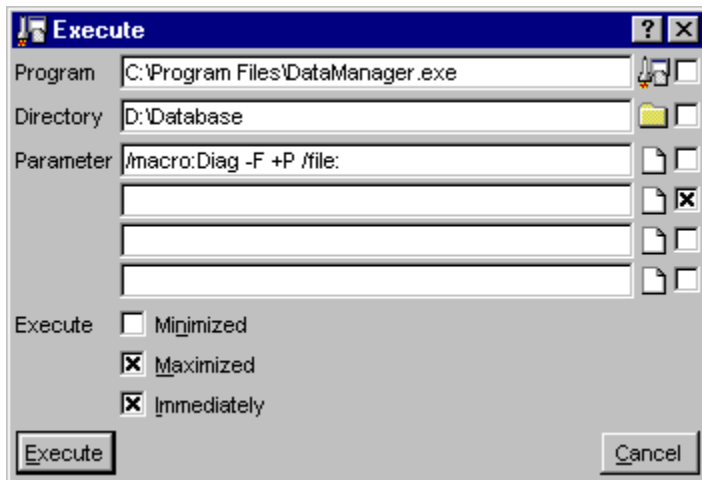 Execute
Program C:\Program Files\DataManager.exe
Directory D:\Database
Parameter /macro:Diag -F +P /file:
Execute Minimized
Maximized
Immediately
Execute Cancel